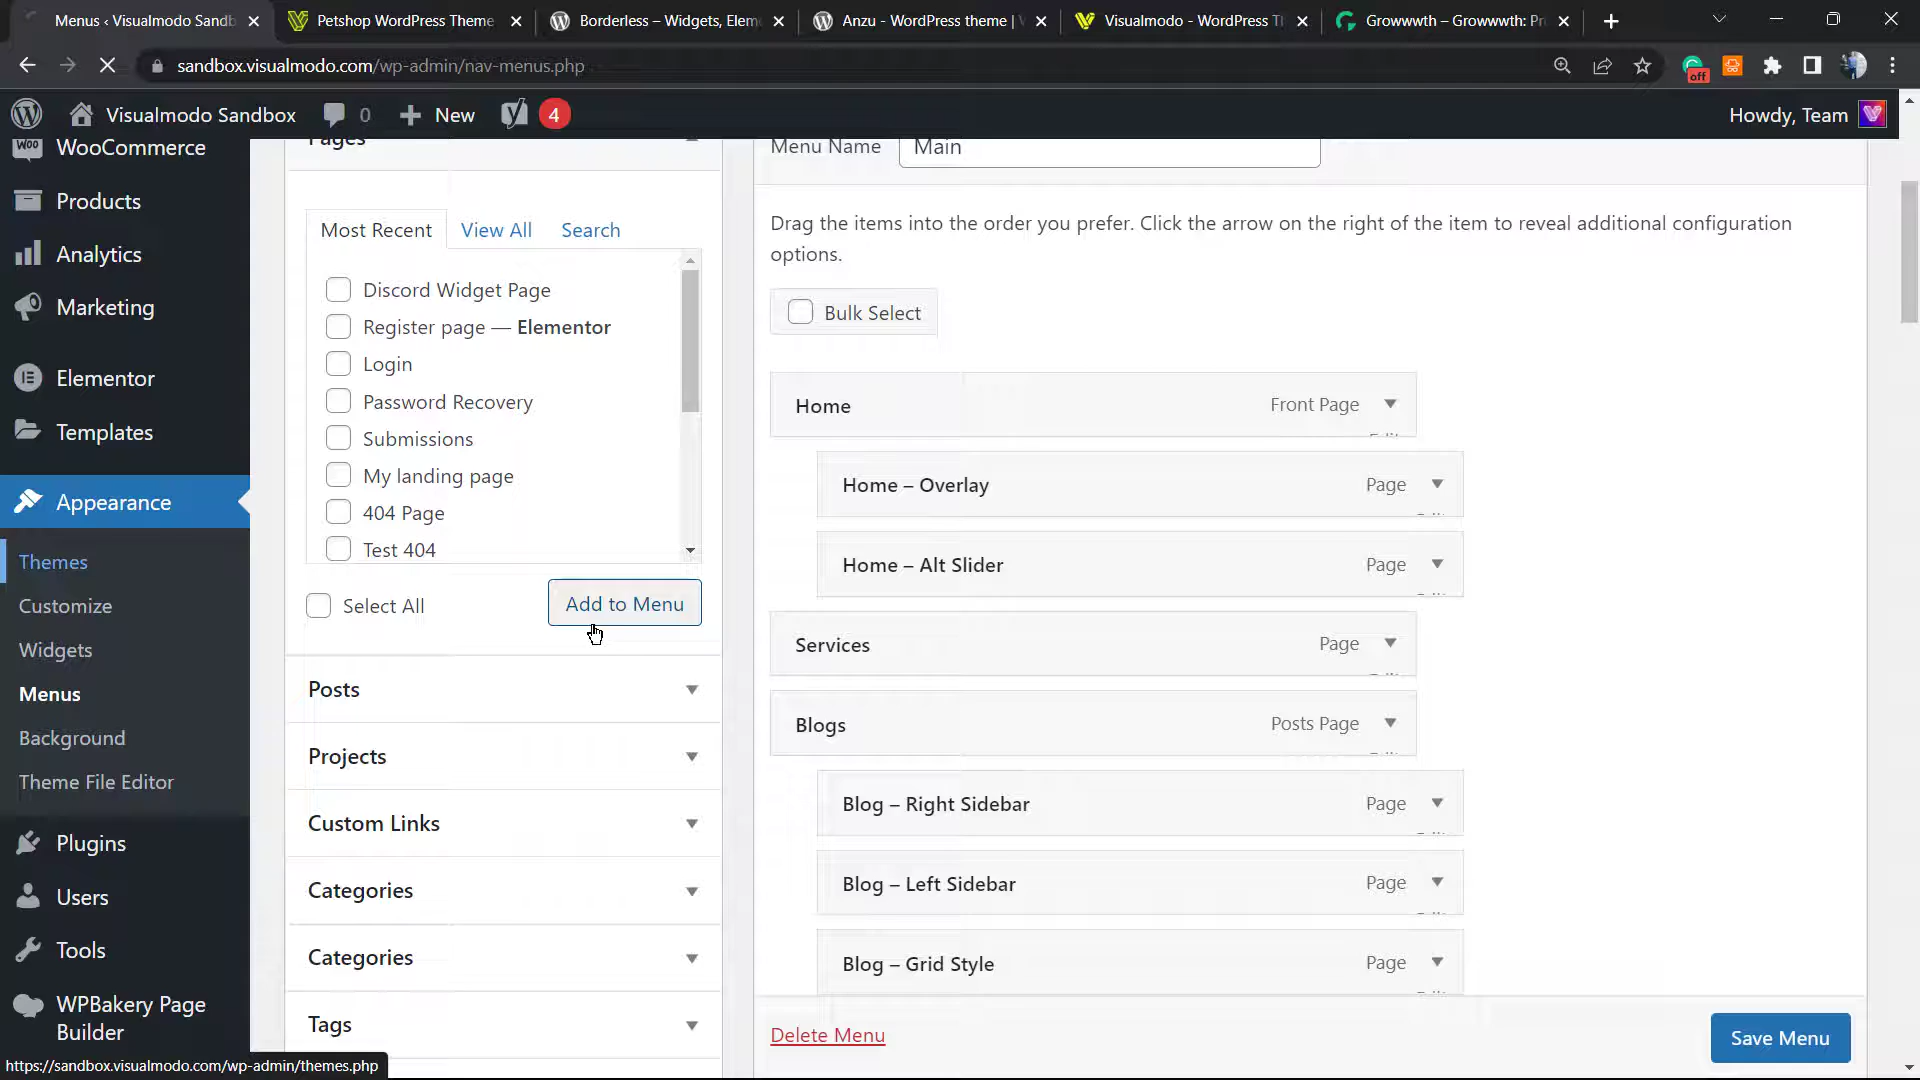 Menus ‹ Visualmodo Sandb
Petshop WordPress Theme
Borderless – Widgets, Elem
Anzu - WordPress theme | V
Visualmodo - WordPress Tl
Growwwth – Growwwth: Pr
sandbox.visualmodo.com/wp-admin/nav-menus.php
off
Visualmodo Sandbox
0
New
4
Howdy, Team
WooCommerce
Products
Analytics
Marketing
Elementor
Templates
Appearance
Themes
Customize
Widgets
Menus
Background
Theme File Editor
Plugins
Users
Tools
WPBakery Page
Builder
https://sandbox.visualmodo.com/wp-admin/themes.php
Pages
Most Recent
View All
Search
Discord Widget Page
Register page — Elementor
Login
Password Recovery
Submissions
My landing page
404 Page
Test 404
Select All
Add to Menu
Posts
Projects
Custom Links
Categories
Categories
Tags
Menu Name
Main
Drag the items into the order you prefer. Click the arrow on the right of the item to reveal additional configuration
options.
Bulk Select
Home Front Page
Home – Overlay Page
Home – Alt Slider Page
Services Page
Blogs Posts Page
Blog – Right Sidebar Page
Blog – Left Sidebar Page
Blog – Grid Style Page
Delete Menu
Save Menu